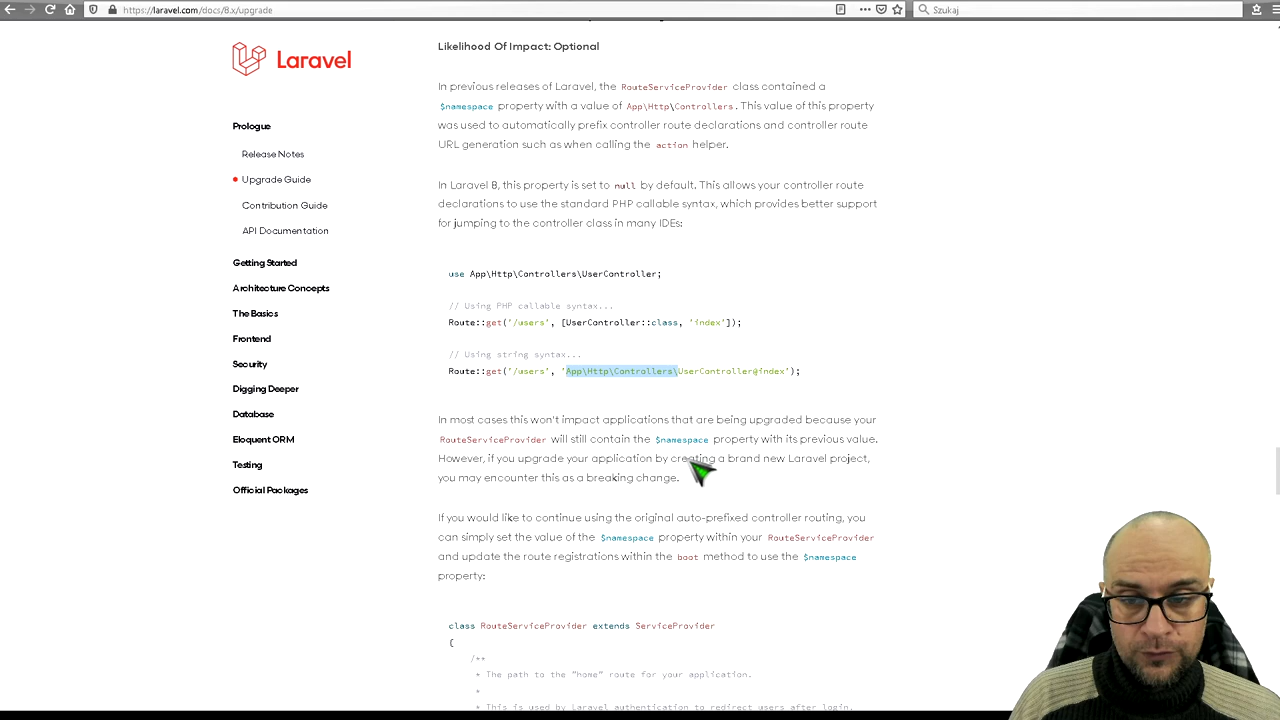 https://laravel.com/docs/8.x/upgrade
Szukaj
Laravel
Prologue
Release Notes
Upgrade Guide
Contribution Guide
API Documentation
Getting Started
Architecture Concepts
The Basics
Frontend
Security
Digging Deeper
Database
Eloquent ORM
Testing
Official Packages
Likelihood Of Impact: Optional
In previous releases of Laravel, the RouteServiceProvider class contained a
$namespace property with a value of App\Http\Controllers. This value of this property
was used to automatically prefix controller route declarations and controller route
URL generation such as when calling the action helper.
In Laravel 8, this property is set to null by default. This allows your controller route
declarations to use the standard PHP callable syntax, which provides better support
for jumping to the controller class in many IDEs:
use App\Http\Controllers\UserController;
// Using PHP callable syntax...
Route::get('/users', [UserController::class, 'index']);
// Using string syntax...
Route::get('/users', 'App\Http\Controllers\UserController@index');
In most cases this won't impact applications that are being upgraded because your
RouteServiceProvider will still contain the $namespace property with its previous value.
However, if you upgrade your application by creating a brand new Laravel project,
you may encounter this as a breaking change.
If you would like to continue using the original auto-prefixed controller routing, you
can simply set the value of the $namespace property within your RouteServiceProvider
and update the route registrations within the boot method to use the $namespace
property:
class RouteServiceProvider extends ServiceProvider
{
/**
* The path to the "home" route for your application.
*
* This is used by Laravel authentication to redirect users after login.